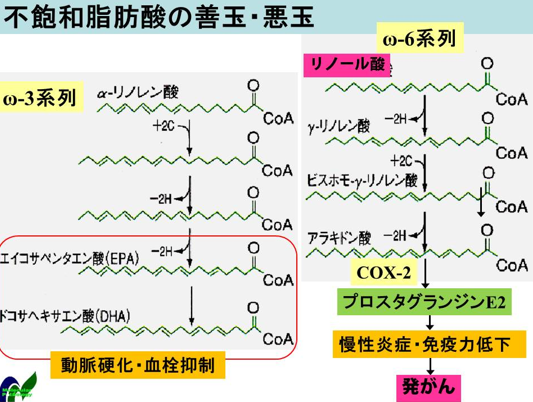 不飽和脂肪酸の善玉・悪玉
ω-3系列
α-リノレン酸
O
CoA
+2C
O
CoA
−2H
O
CoA
−2H
エイコサペンタエン酸(EPA)
O
CoA
ドコサヘキサエン酸(DHA)
O
CoA
動脈硬化・血栓抑制
ω-6系列
リノール酸
O
CoA
−2H
γ-リノレン酸
O
CoA
+2C
ビスホモ-γ-リノレン酸
O
CoA
−2H
アラキドン酸
O
CoA
COX-2
プロスタグランジンE2
慢性炎症・免疫力低下
発がん